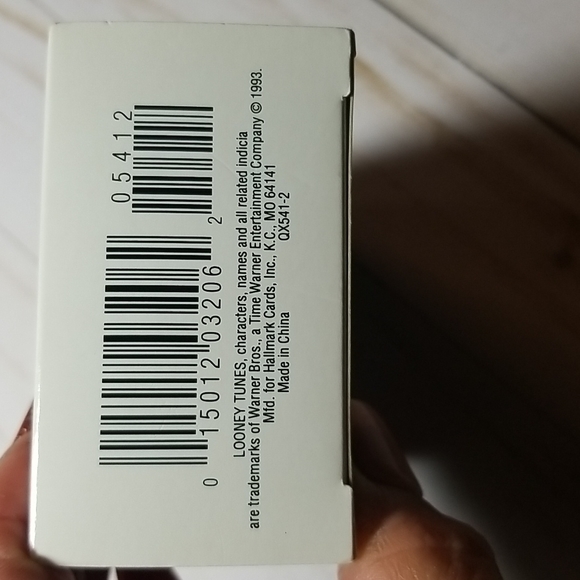 05412
0 15012 03206 2
LOONEY TUNES, characters, names and all related indicia
are trademarks of Warner Bros., a Time Warner Entertainment Company © 1993.
Mfd. for Hallmark Cards, Inc., K.C., MO 64141
QX541-2
Made in China